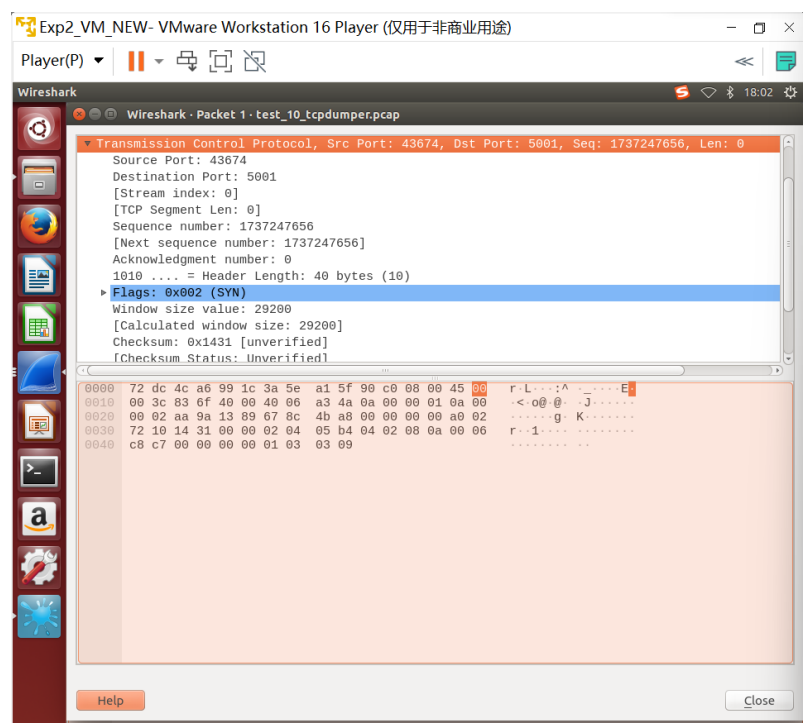 Exp2_VM_NEW- VMware Workstation 16 Player (仅用于非商业用途)
Player(P)
Wireshark 18:02
Wireshark · Packet 1 · test_10_tcpdumper.pcap
Transmission Control Protocol, Src Port: 43674, Dst Port: 5001, Seq: 1737247656, Len: 0
Source Port: 43674
Destination Port: 5001
[Stream index: 0]
[TCP Segment Len: 0]
Sequence number: 1737247656
[Next sequence number: 1737247656]
Acknowledgment number: 0
1010 .... = Header Length: 40 bytes (10)
Flags: 0x002 (SYN)
Window size value: 29200
[Calculated window size: 29200]
Checksum: 0x1431 [unverified]
[Checksum Status: Unverified]
0000 72 dc 4c a6 99 1c 3a 5e a1 5f 90 c0 08 00 45 00 r·L···:^ ·_····E·
0010 00 3c 83 6f 40 00 40 06 a3 4a 0a 00 00 01 0a 00 ·<·o@·@· ·J······
0020 00 02 aa 9a 13 89 67 8c 4b a8 00 00 00 00 a0 02 ······g· K·······
0030 72 10 14 31 00 00 02 04 05 b4 04 02 08 0a 00 06 r··1···· ········
0040 c8 c7 00 00 00 00 01 03 03 09 ········ ··
Help
Close